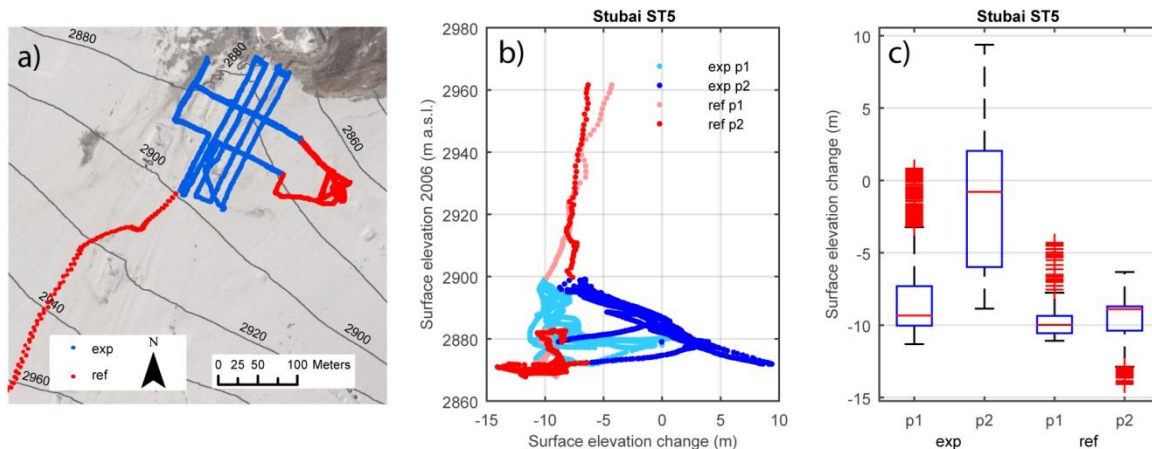 a)
2880
2880
2860
2900
2940
2920
2900
2960
exp
ref
N
0 25 50 100 Meters
b)
Stubai ST5
2980
2960
2940
2920
2900
2880
2860
Surface elevation 2006 (m a.s.l.)
exp p1
exp p2
ref p1
ref p2
-15 -10 -5 0 5 10
Surface elevation change (m)
c)
Stubai ST5
10
5
0
-5
-10
-15
Surface elevation change (m)
p1 p2 p1 p2
exp ref